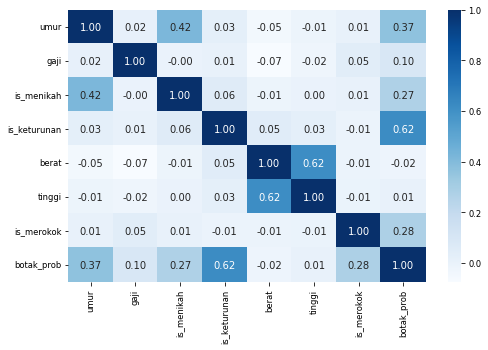 umur 1.00 0.02 0.42 0.03 -0.05 -0.01 0.01 0.37
gaji 0.02 1.00 -0.00 0.01 -0.07 -0.02 0.05 0.10
is_menikah 0.42 -0.00 1.00 0.06 -0.01 0.00 0.01 0.27
is_keturunan 0.03 0.01 0.06 1.00 0.05 0.03 -0.01 0.62
berat -0.05 -0.07 -0.01 0.05 1.00 0.62 -0.01 -0.02
tinggi -0.01 -0.02 0.00 0.03 0.62 1.00 -0.01 0.01
is_merokok 0.01 0.05 0.01 -0.01 -0.01 -0.01 1.00 0.28
botak_prob 0.37 0.10 0.27 0.62 -0.02 0.01 0.28 1.00
umur gaji is_menikah is_keturunan berat tinggi is_merokok botak_prob
1.0
0.8
0.6
0.4
0.2
0.0